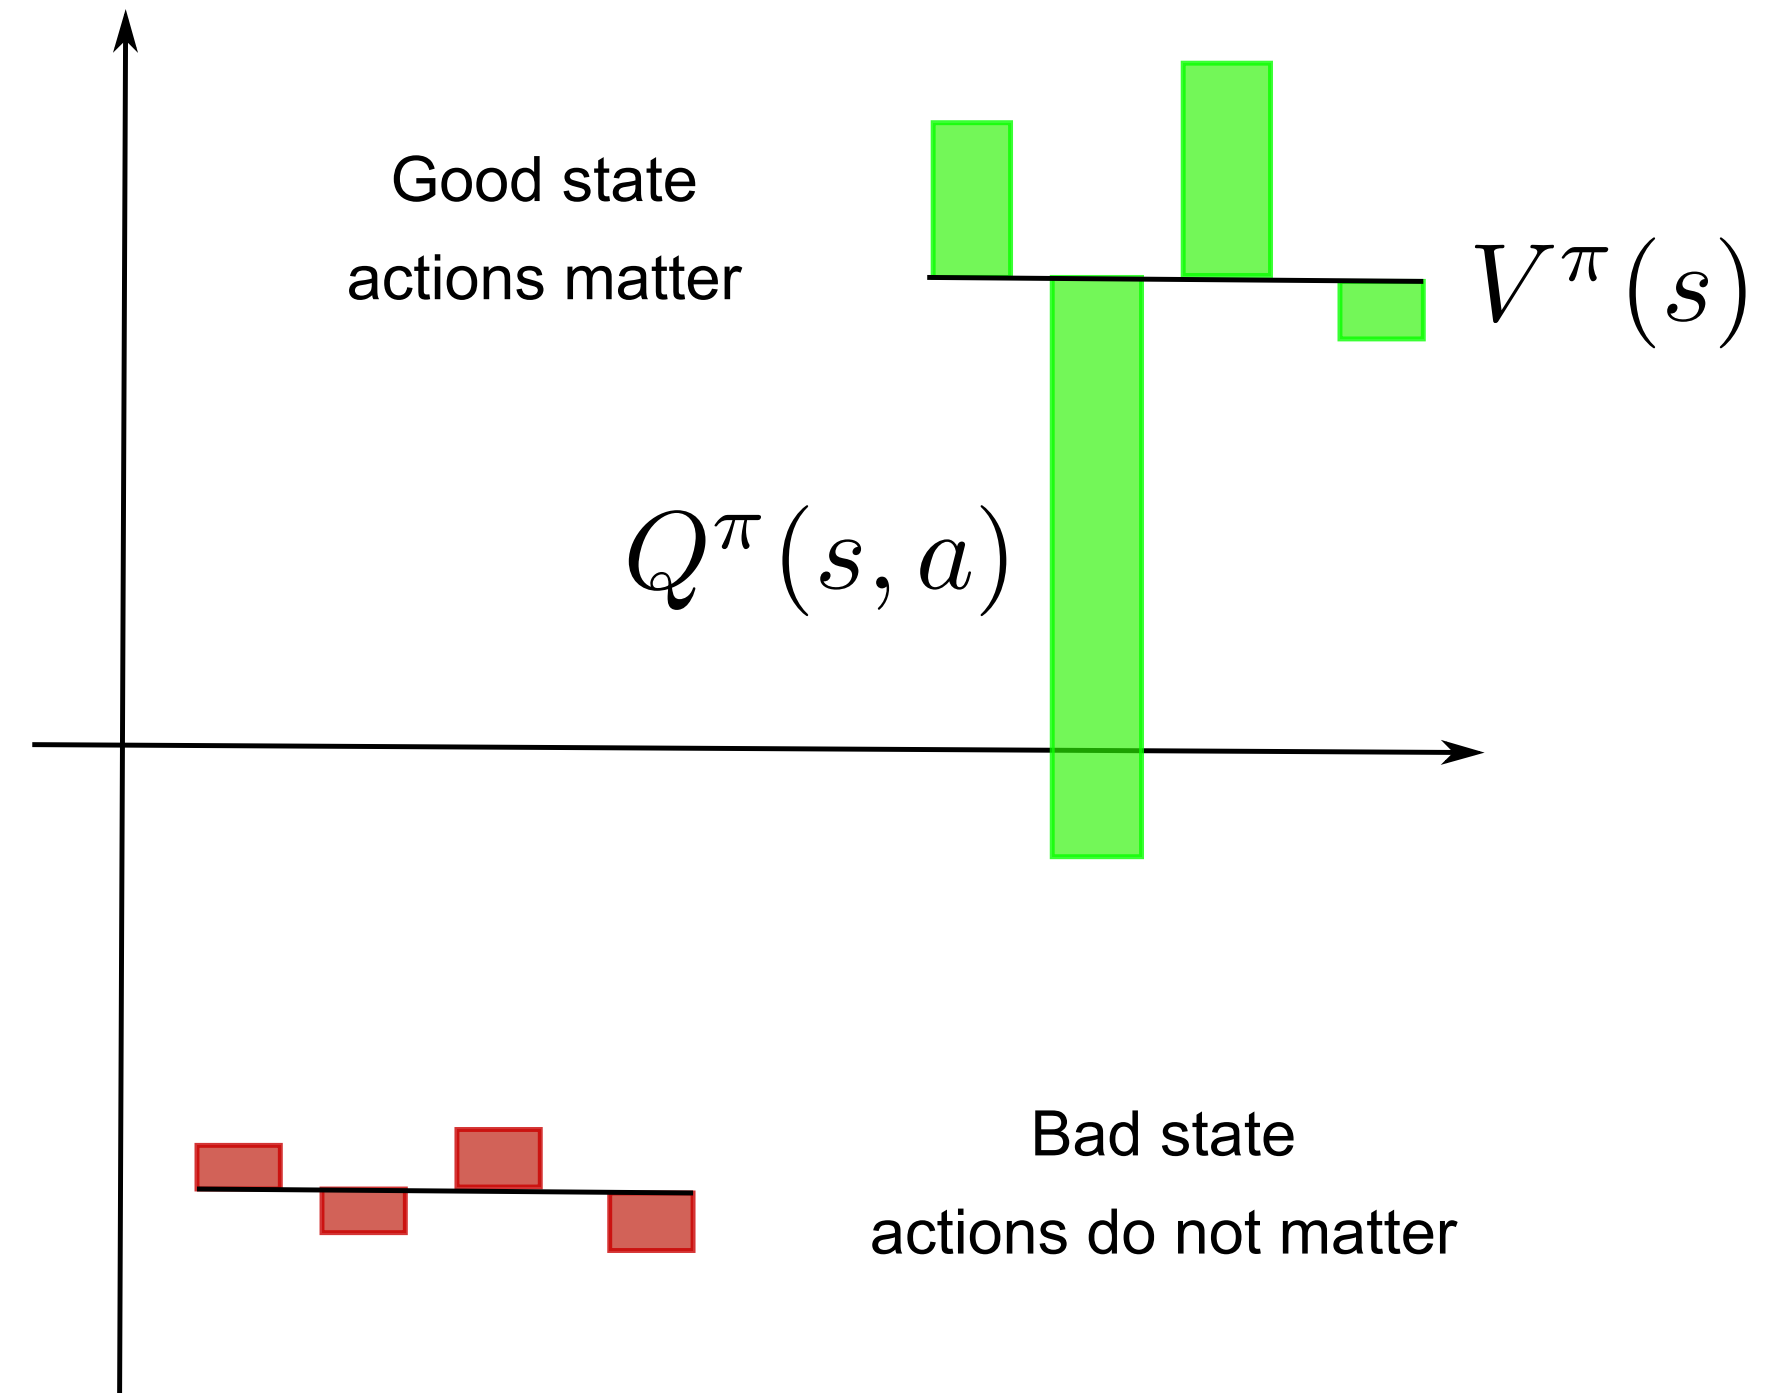 Good state
actions matter
V^π(s)
Q^π(s, a)
Bad state
actions do not matter